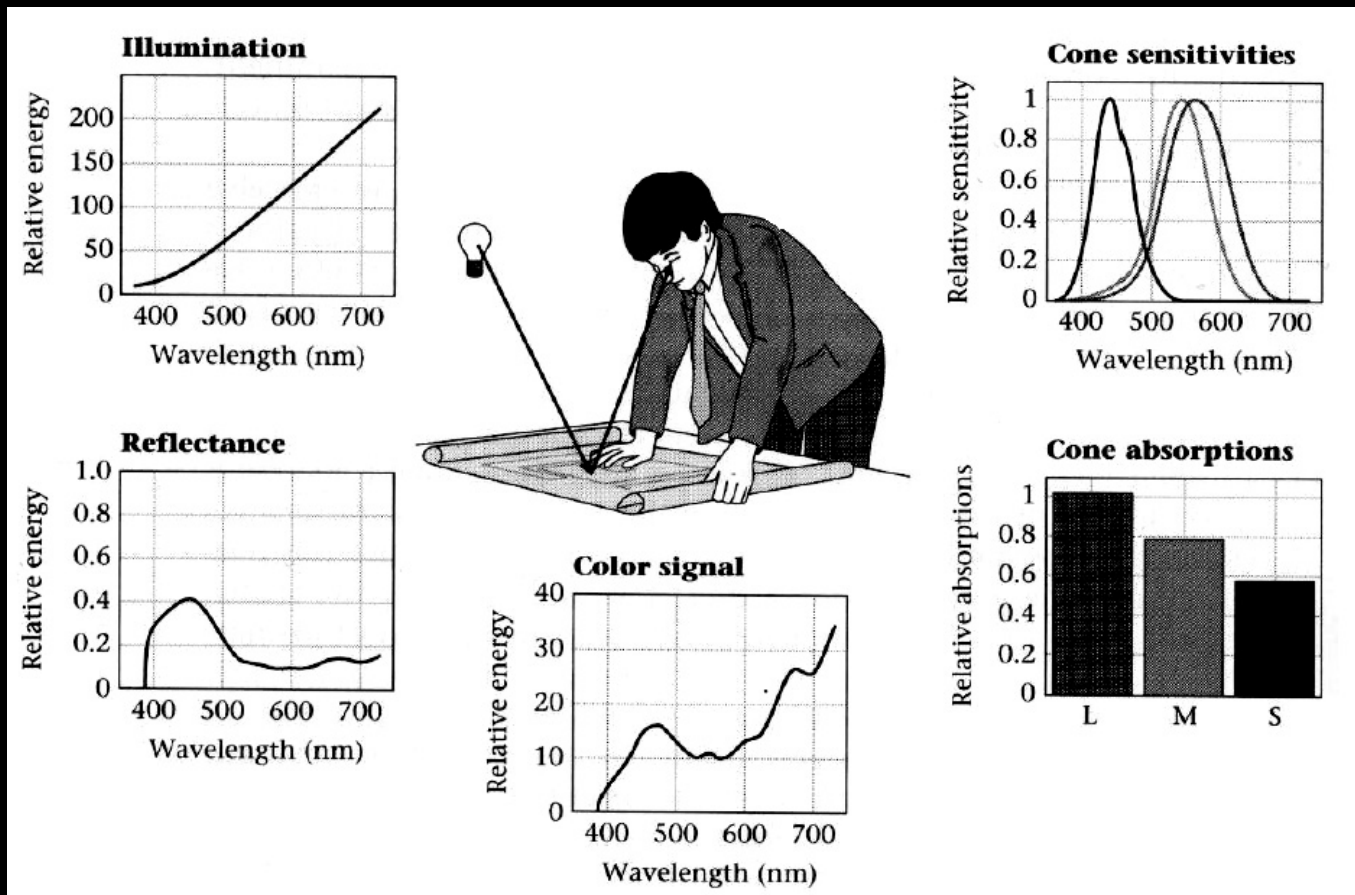 Illumination
Relative energy
200
150
100
50
0
400 500 600 700
Wavelength (nm)
Reflectance
Relative energy
1.0
0.8
0.6
0.4
0.2
0
400 500 600 700
Wavelength (nm)
Color signal
Relative energy
40
30
20
10
0
400 500 600 700
Wavelength (nm)
Cone sensitivities
Relative sensitivity
1
0.8
0.6
0.4
0.2
0
400 500 600 700
Wavelength (nm)
Cone absorptions
Relative absorptions
1
0.8
0.6
0.4
0.2
0
L M S